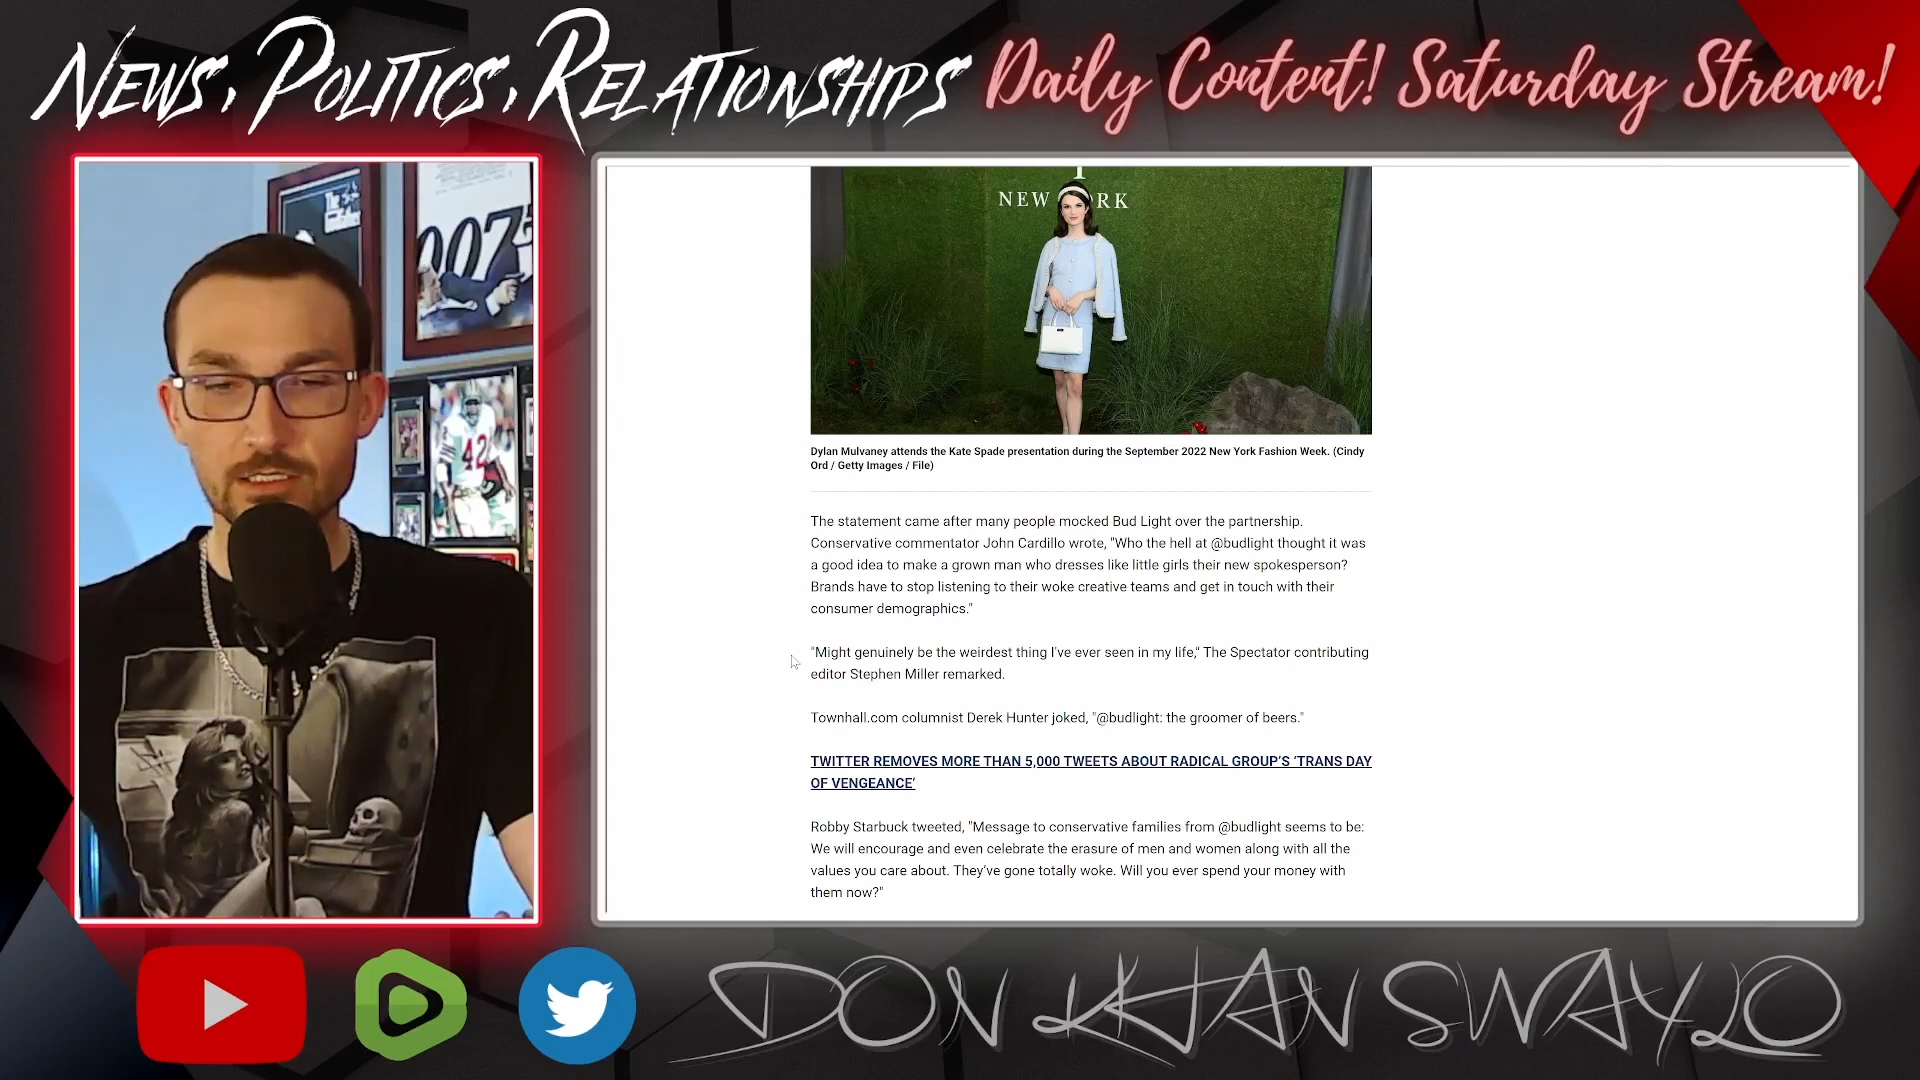 NEWS, POLITICS, RELATIONSHIPS
Daily Content! Saturday Stream!
The
007
42
NEW RK
Dylan Mulvaney attends the Kate Spade presentation during the September 2022 New York Fashion Week. (Cindy
Ord / Getty Images / File)
The statement came after many people mocked Bud Light over the partnership.
Conservative commentator John Cardillo wrote, "Who the hell at @budlight thought it was
a good idea to make a grown man who dresses like little girls their new spokesperson?
Brands have to stop listening to their woke creative teams and get in touch with their
consumer demographics."
"Might genuinely be the weirdest thing I've ever seen in my life," The Spectator contributing
editor Stephen Miller remarked.
Townhall.com columnist Derek Hunter joked, "@budlight: the groomer of beers."
TWITTER REMOVES MORE THAN 5,000 TWEETS ABOUT RADICAL GROUP'S 'TRANS DAY
OF VENGEANCE'
Robby Starbuck tweeted, "Message to conservative families from @budlight seems to be:
We will encourage and even celebrate the erasure of men and women along with all the
values you care about. They've gone totally woke. Will you ever spend your money with
them now?"
DON KHAN SWAYLO